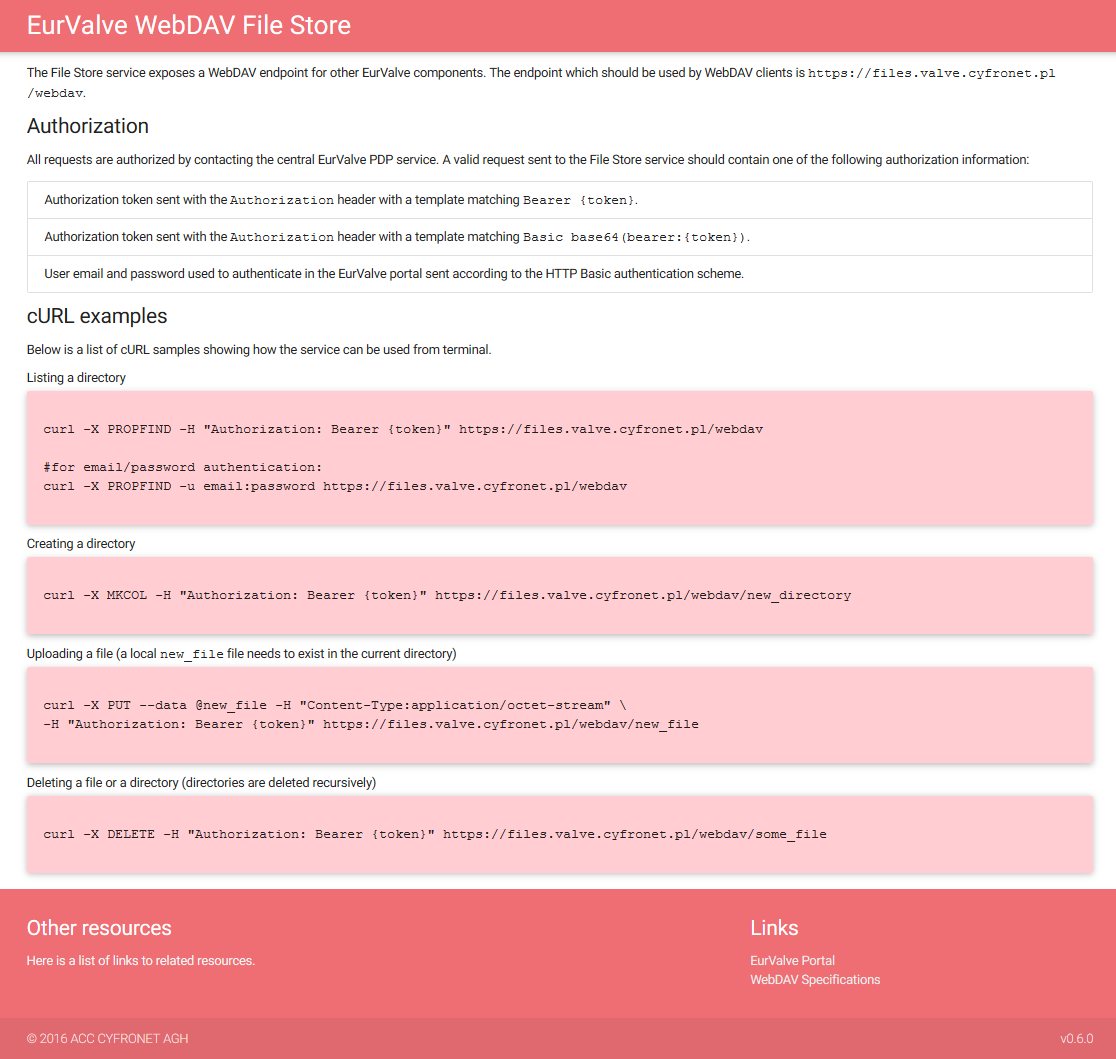 EurValve WebDAV File Store
The File Store service exposes a WebDAV endpoint for other EurValve components. The endpoint which should be used by WebDAV clients is https://files.valve.cyfronet.pl
/webdav.
Authorization
All requests are authorized by contacting the central EurValve PDP service. A valid request sent to the File Store service should contain one of the following authorization information:
Authorization token sent with the Authorization header with a template matching Bearer {token}.
Authorization token sent with the Authorization header with a template matching Basic base64(bearer:{token}).
User email and password used to authenticate in the EurValve portal sent according to the HTTP Basic authentication scheme.
cURL examples
Below is a list of cURL samples showing how the service can be used from terminal.
Listing a directory
curl -X PROPFIND -H "Authorization: Bearer {token}" https://files.valve.cyfronet.pl/webdav
#for email/password authentication:
curl -X PROPFIND -u email:password https://files.valve.cyfronet.pl/webdav
Creating a directory
curl -X MKCOL -H "Authorization: Bearer {token}" https://files.valve.cyfronet.pl/webdav/new_directory
Uploading a file (a local new_file file needs to exist in the current directory)
curl -X PUT --data @new_file -H "Content-Type:application/octet-stream" \
-H "Authorization: Bearer {token}" https://files.valve.cyfronet.pl/webdav/new_file
Deleting a file or a directory (directories are deleted recursively)
curl -X DELETE -H "Authorization: Bearer {token}" https://files.valve.cyfronet.pl/webdav/some_file
Other resources
Here is a list of links to related resources.
Links
EurValve Portal
WebDAV Specifications
© 2016 ACC CYFRONET AGH
v0.6.0